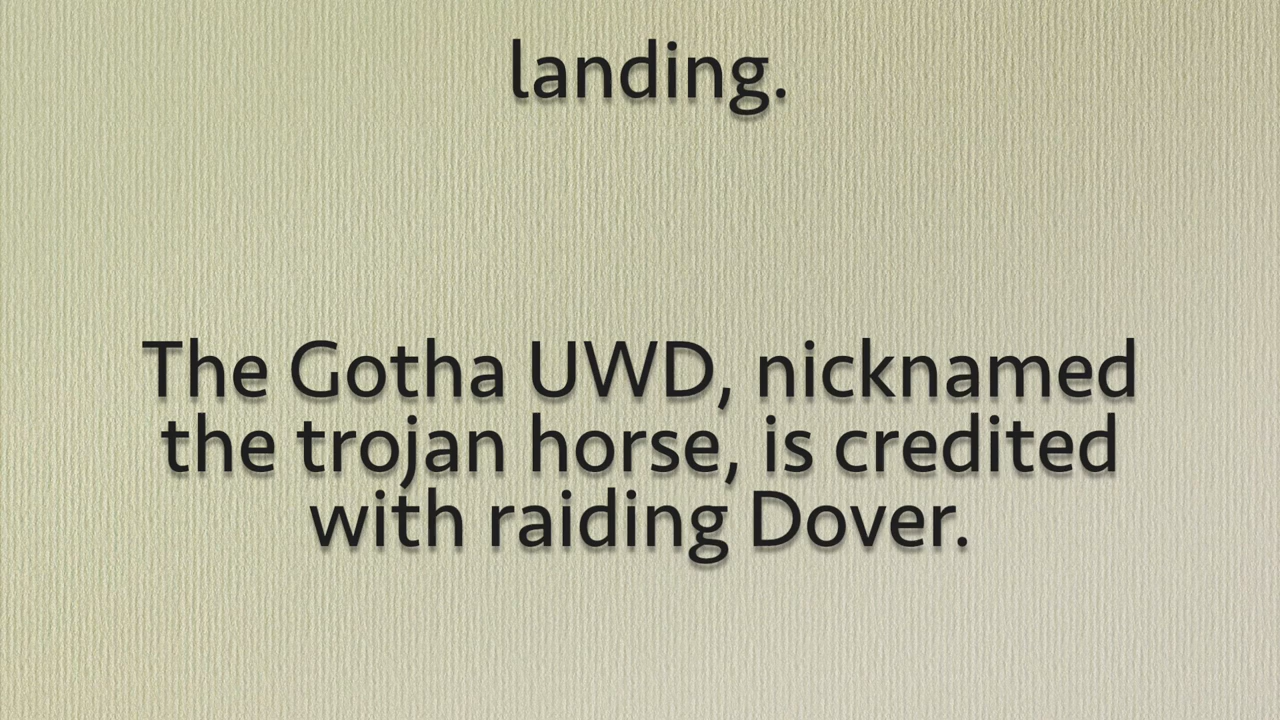 landing.
The Gotha UWD, nicknamed
the trojan horse, is credited
with raiding Dover.